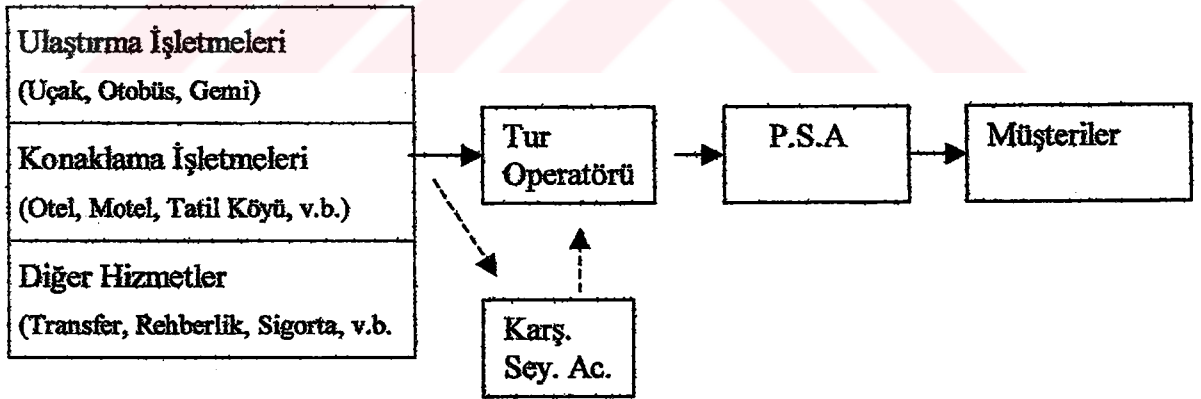 Ulaştırma İşletmeleri
(Uçak, Otobüs, Gemi)
Konaklama İşletmeleri
(Otel, Motel, Tatil Köyü, v.b.)
Diğer Hizmetler
(Transfer, Rehberlik, Sigorta, v.b.
Tur
Operatörü
P.S.A
Müşteriler
Karş.
Sey. Ac.